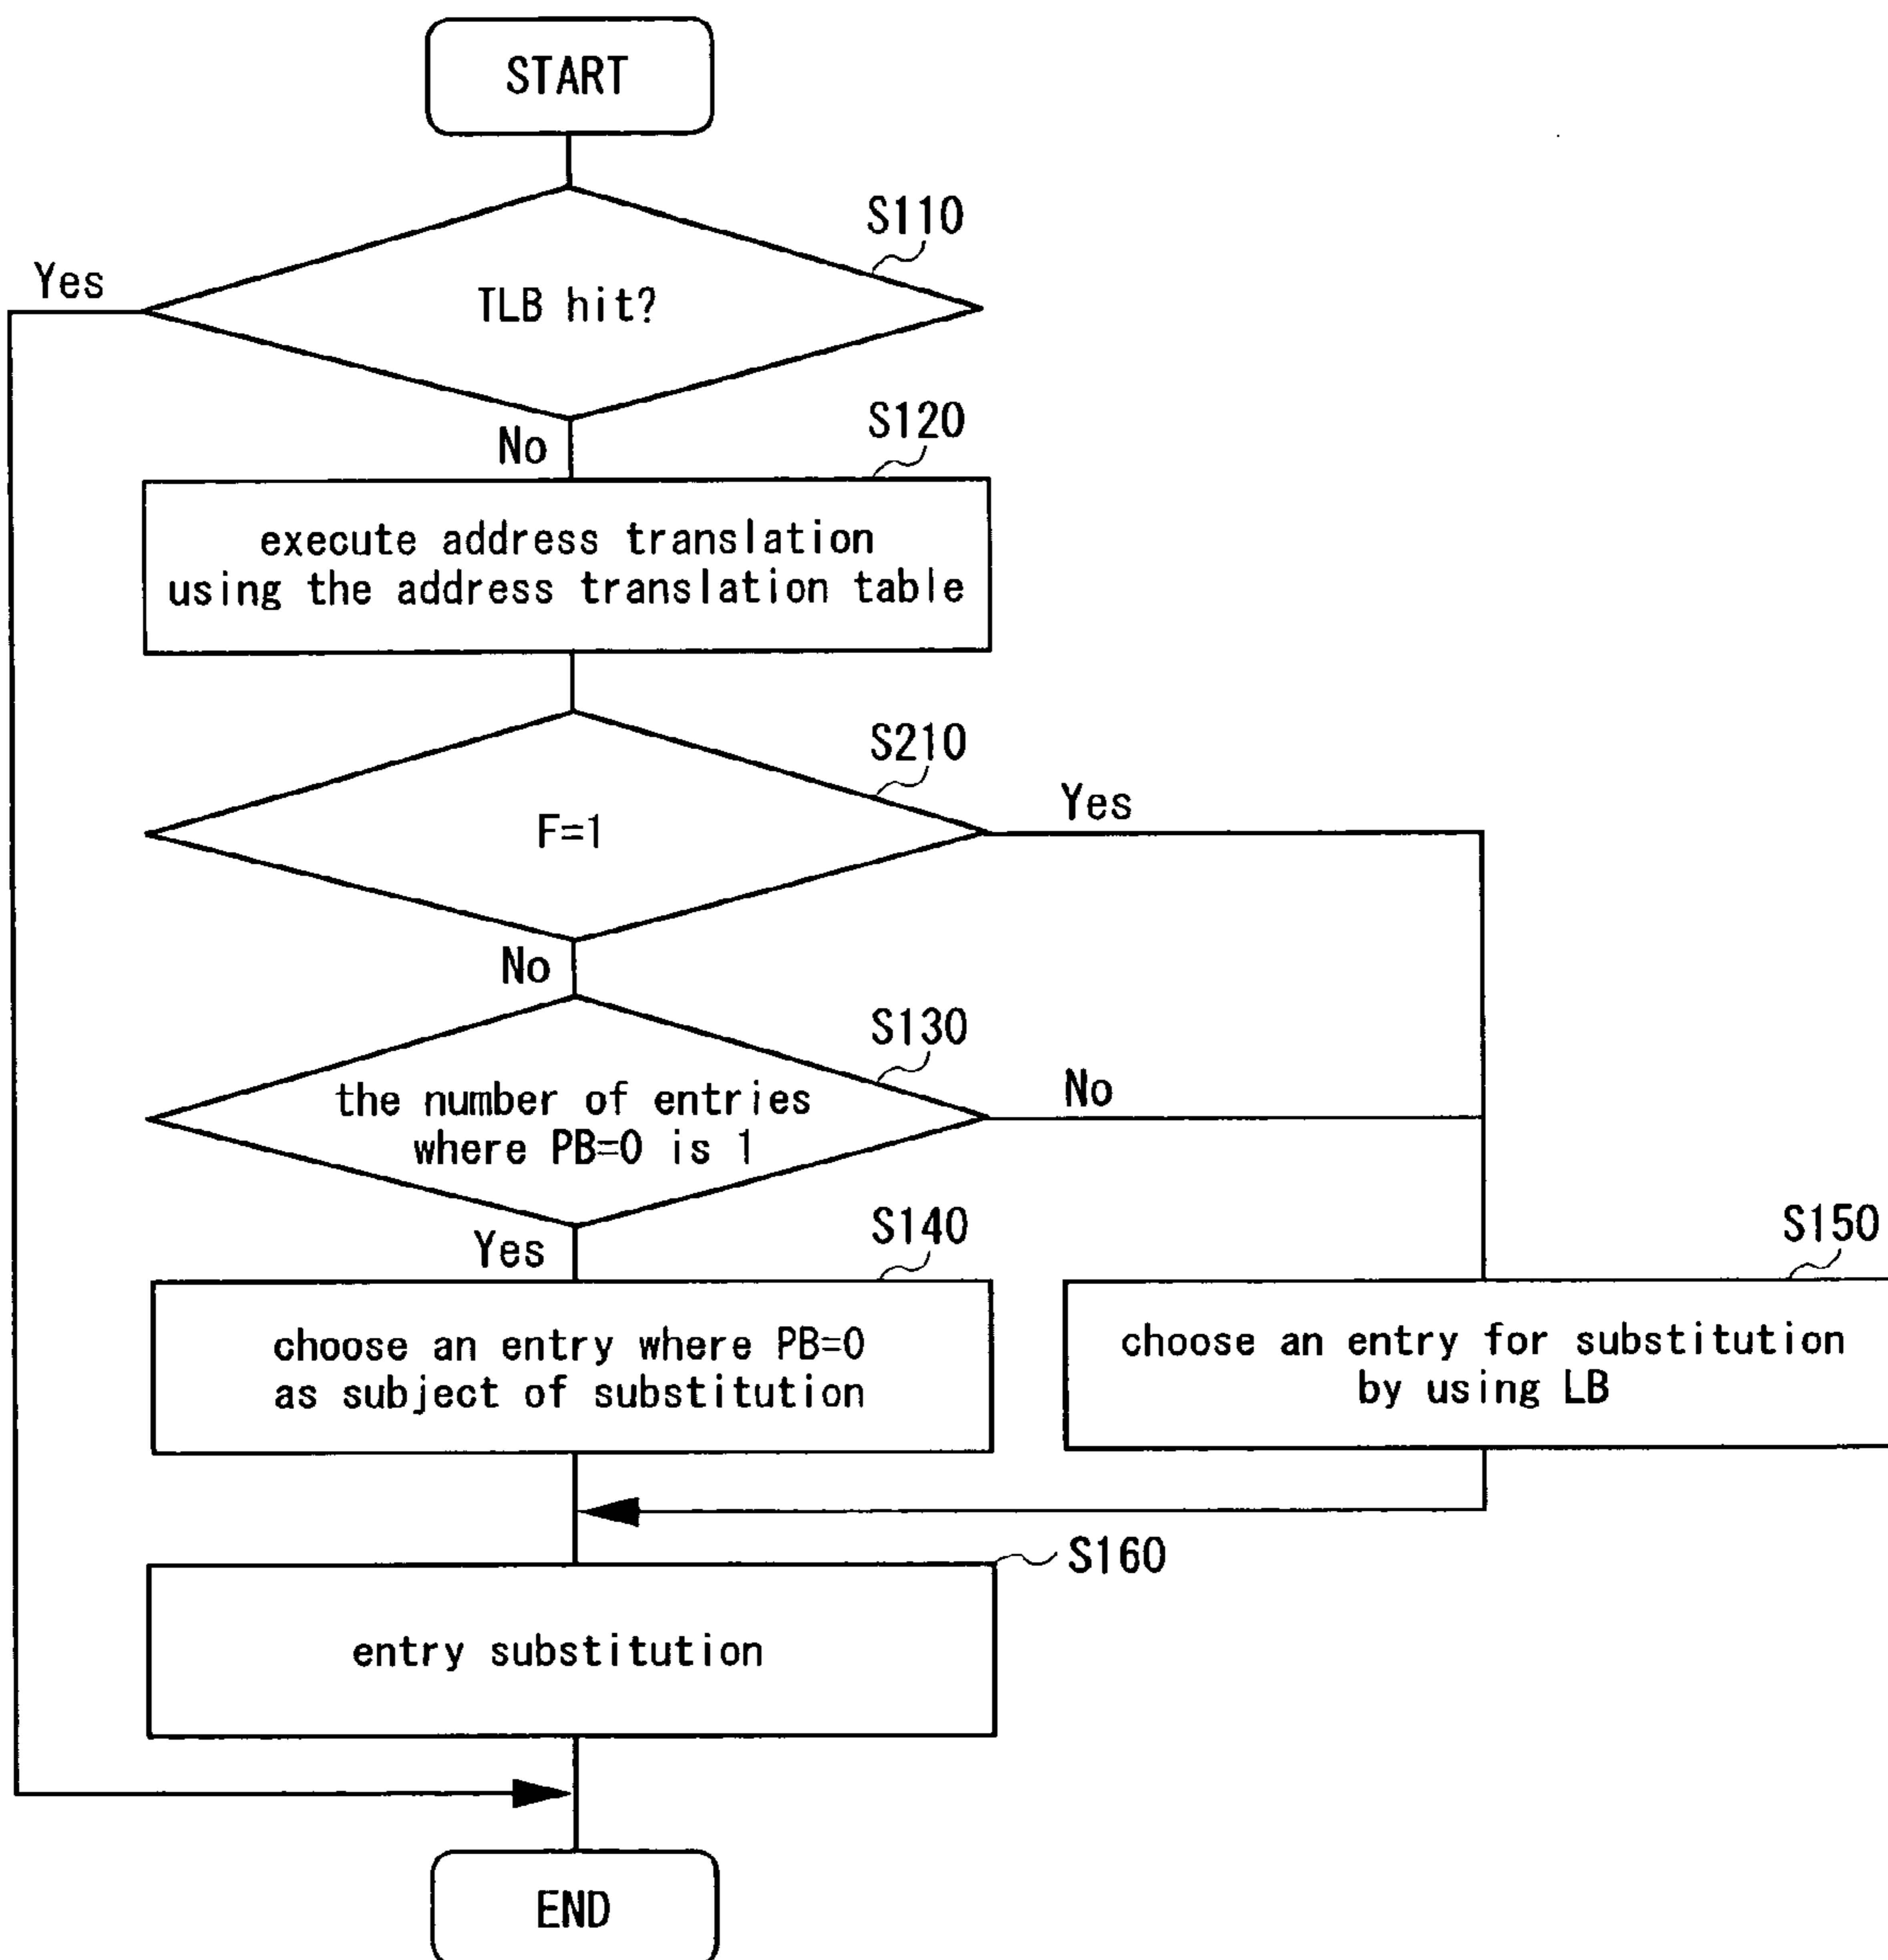 START
S110
Yes
TLB hit?
No
S120
execute address translation
using the address translation table
S210
F=1
Yes
No
S130
the number of entries
where PB=0 is 1
No
Yes
S140
choose an entry where PB=0
as subject of substitution
S150
choose an entry for substitution
by using LB
S160
entry substitution
END